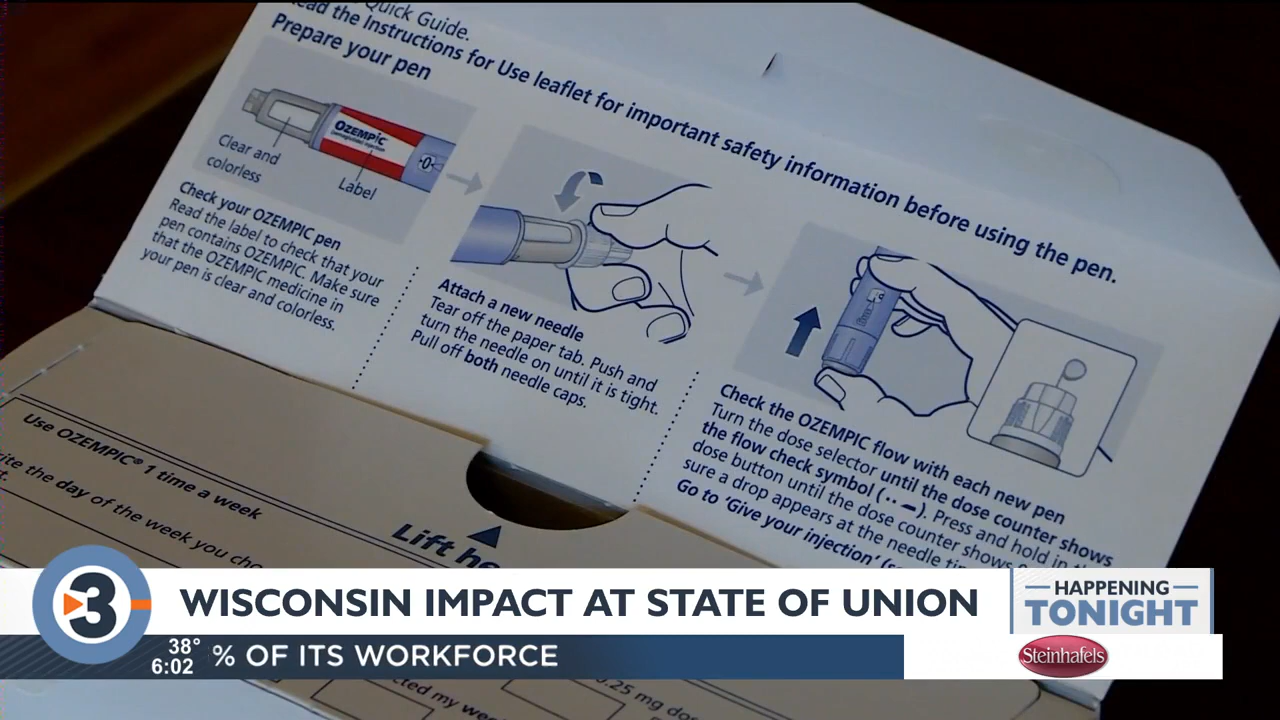 Quick Guide.
Read the Instructions for Use leaflet for important safety information before using the pen.
Prepare your pen
OZEMPIC
Clear and
colorless
Label
Check your OZEMPIC pen
Read the label to check that your
pen contains OZEMPIC. Make sure
that the OZEMPIC medicine in
your pen is clear and colorless.
Attach a new needle
Tear off the paper tab. Push and
turn the needle on until it is tight.
Pull off both needle caps.
Check the OZEMPIC flow with each new pen
Turn the dose selector until the dose counter shows
the flow check symbol
dose button until the dose counter shows
Press and hold in
sure a drop appears at the needle
Go to 'Give your injection'
Use OZEMPIC® 1 time a week
the day of the week you
Lift
3
WISCONSIN IMPACT AT STATE OF UNION
HAPPENING
TONIGHT
38°
6:02
% OF ITS WORKFORCE
Steinhafels
my
0.25 mg